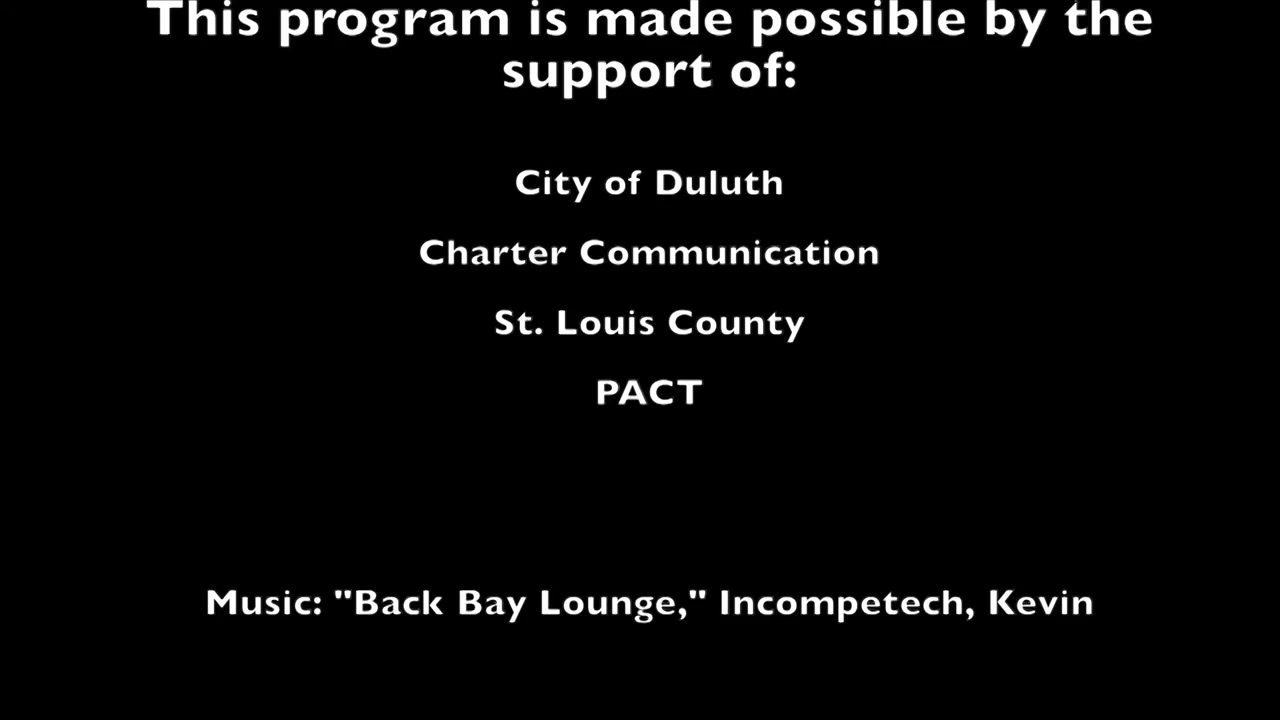 This program is made possible by the
support of:
City of Duluth
Charter Communication
St. Louis County
PACT
Music: "Back Bay Lounge," Incompetech, Kevin